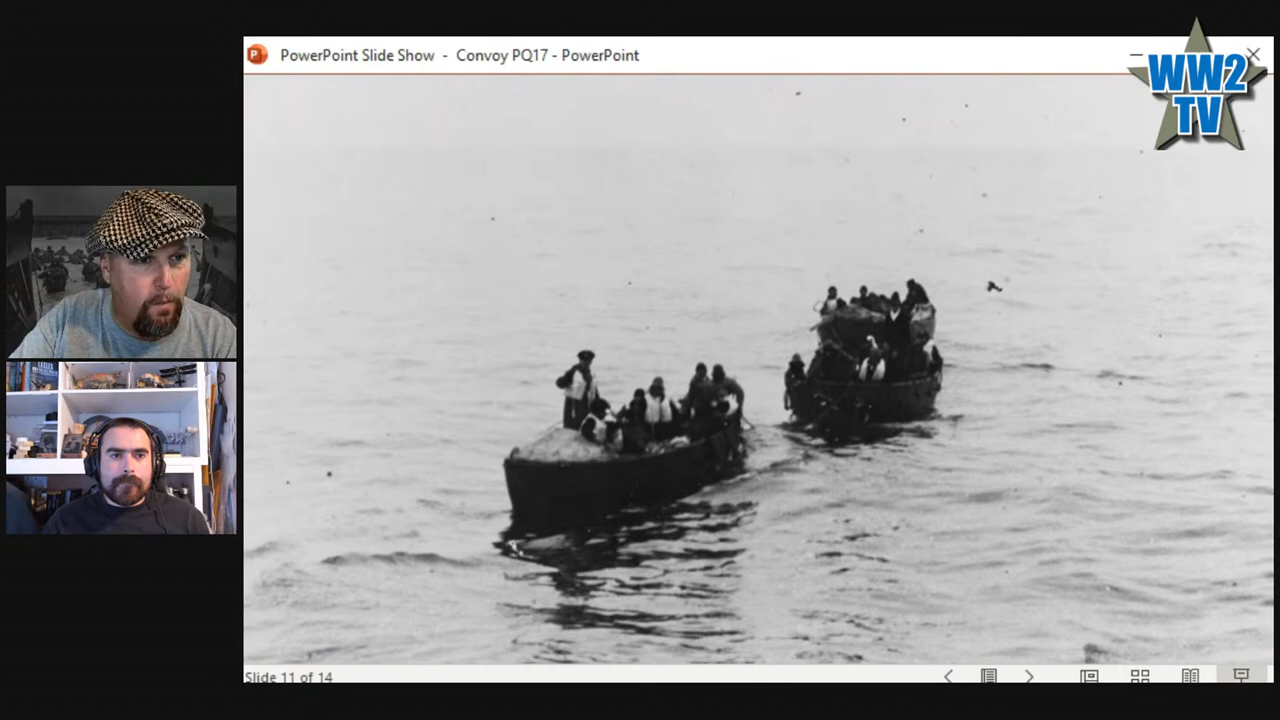 PowerPoint Slide Show - Convoy PQ17 - PowerPoint
WW2
TV
Slide 11 of 14